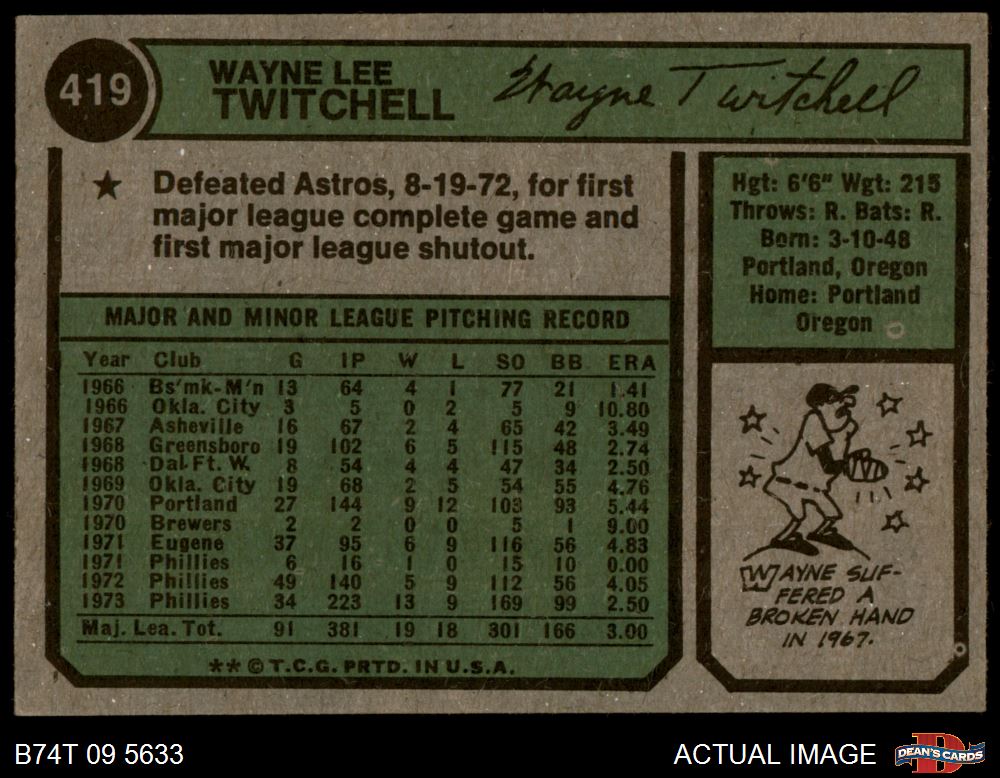 419
WAYNE LEE
TWITCHELL
Wayne Twitchell
★ Defeated Astros, 8-19-72, for first
major league complete game and
first major league shutout.
Hgt: 6'6" Wgt: 215
Throws: R. Bats: R.
Born: 3-10-48
Portland, Oregon
Home: Portland
Oregon
MAJOR AND MINOR LEAGUE PITCHING RECORD
Year Club G IP W L SO BB ERA
1966 Bs'mk-M'n 13 64 4 1 77 21 1.41
1966 Okla. City 3 5 0 2 5 9 10.80
1967 Asheville 16 67 2 4 65 42 3.49
1968 Greensboro 19 102 6 5 115 48 2.74
1968 Dal-Ft. W. 8 54 4 4 47 34 2.50
1969 Okla. City 19 68 2 5 54 55 4.76
1970 Portland 27 144 9 12 103 93 5.44
1970 Brewers 2 2 0 0 5 1 9.00
1971 Eugene 37 95 6 9 116 56 4.83
1971 Phillies 6 16 1 0 15 10 0.00
1972 Phillies 49 140 5 9 112 56 4.05
1973 Phillies 34 223 13 9 169 99 2.50
Maj. Lea. Tot. 91 381 19 18 301 166 3.00
** © T.C.G. PRTD. IN U.S.A.
WAYNE SUF-
FERED A
BROKEN HAND
IN 1967.
B74T 09 5633
ACTUAL IMAGE
DEAN'S CARDS